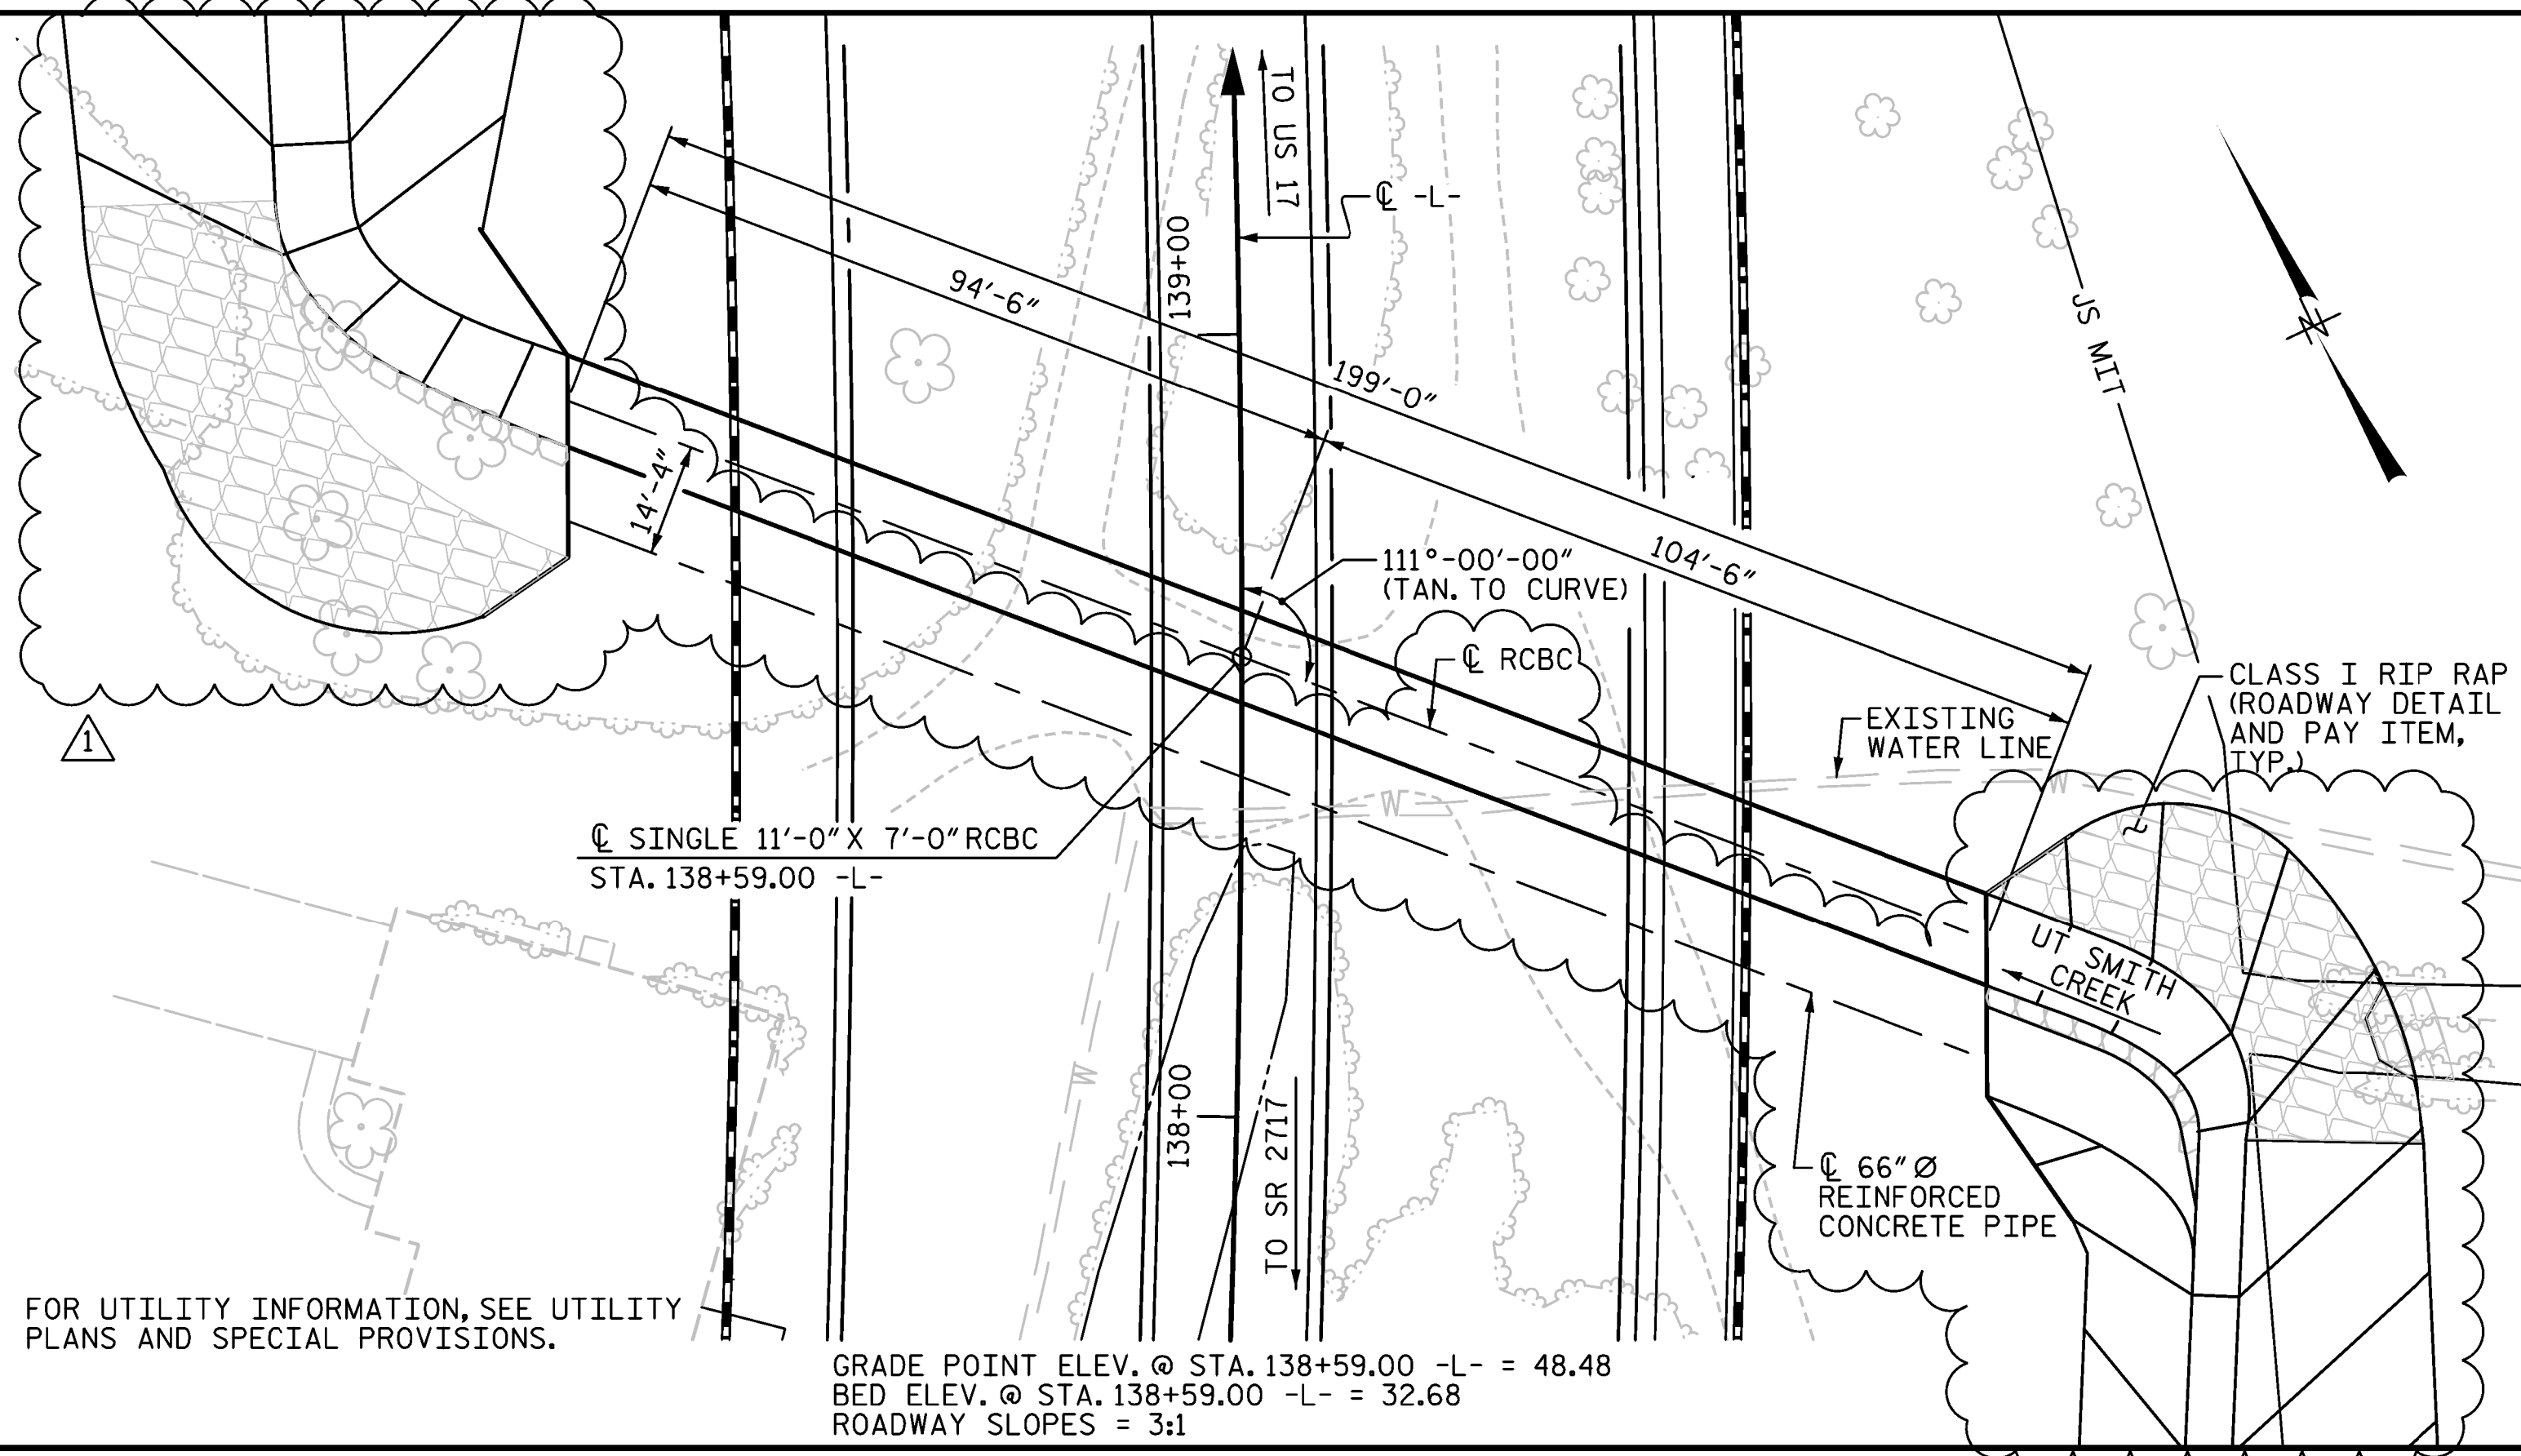 TO US 17
℄ -L-
139+00
94'-6"
199'-0"
JS MIT
N
14'-4"
111°-00'-00"
(TAN. TO CURVE)
104'-6"
℄ RCBC
CLASS I RIP RAP
(ROADWAY DETAIL
AND PAY ITEM,
TYP.)
EXISTING
WATER LINE
1
W
W
W
℄ SINGLE 11'-0" X 7'-0" RCBC
STA. 138+59.00 -L-
UT SMITH
CREEK
138+00
TO SR 2717
℄ 66" Ø
REINFORCED
CONCRETE PIPE
FOR UTILITY INFORMATION, SEE UTILITY
PLANS AND SPECIAL PROVISIONS.
GRADE POINT ELEV. @ STA. 138+59.00 -L- = 48.48
BED ELEV. @ STA. 138+59.00 -L- = 32.68
ROADWAY SLOPES = 3:1